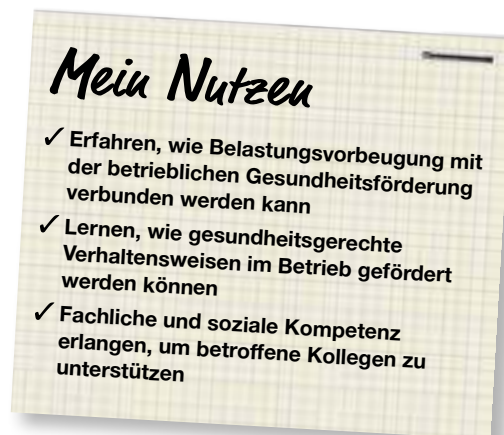 Mein Nutzen
✓ Erfahren, wie Belastungsvorbeugung mit
der betrieblichen Gesundheitsförderung
verbunden werden kann
✓ Lernen, wie gesundheitsgerechte
Verhaltensweisen im Betrieb gefördert
werden können
✓ Fachliche und soziale Kompetenz
erlangen, um betroffene Kollegen zu
unterstützen